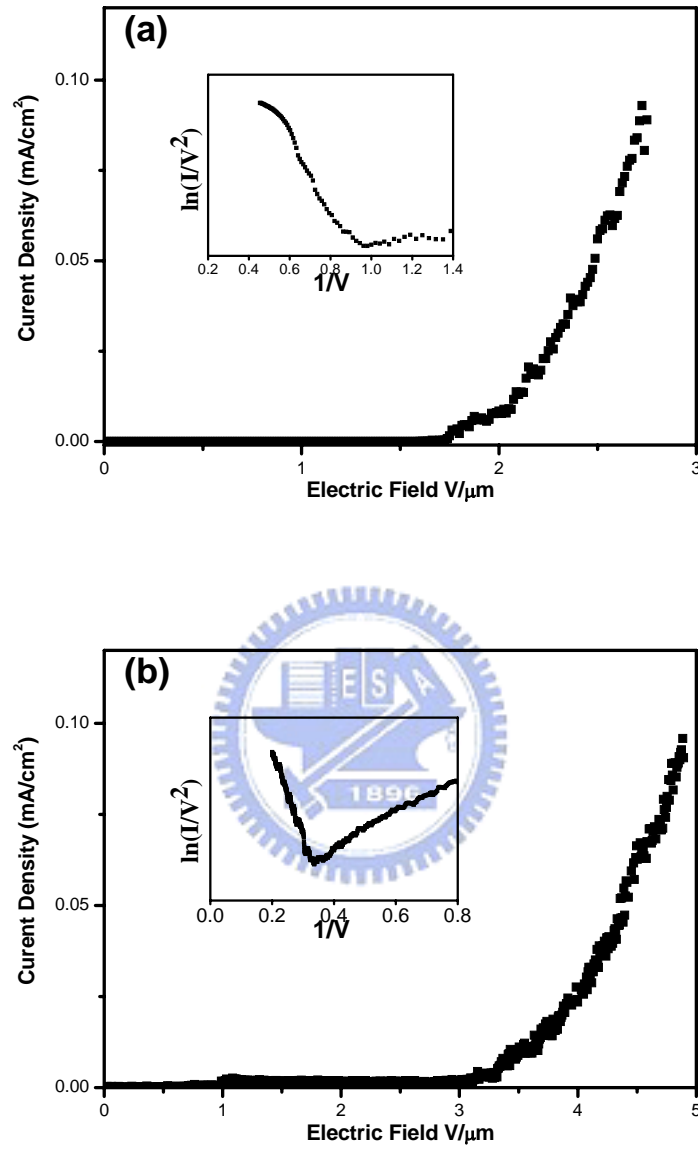 (a)
0.10
0.05
0.00
Curent Density (mA/cm²)
ln(I/V²)
0.2 0.4 0.6 0.8 1.0 1.2 1.4
1/V
0 1 2 3
Electric Field V/μm
(b)
0.10
0.05
0.00
Curent Density (mA/cm²)
E S A
1896
ln(I/V²)
0.0 0.2 0.4 0.6 0.8
1/V
0 1 2 3 4 5
Electric Field V/μm